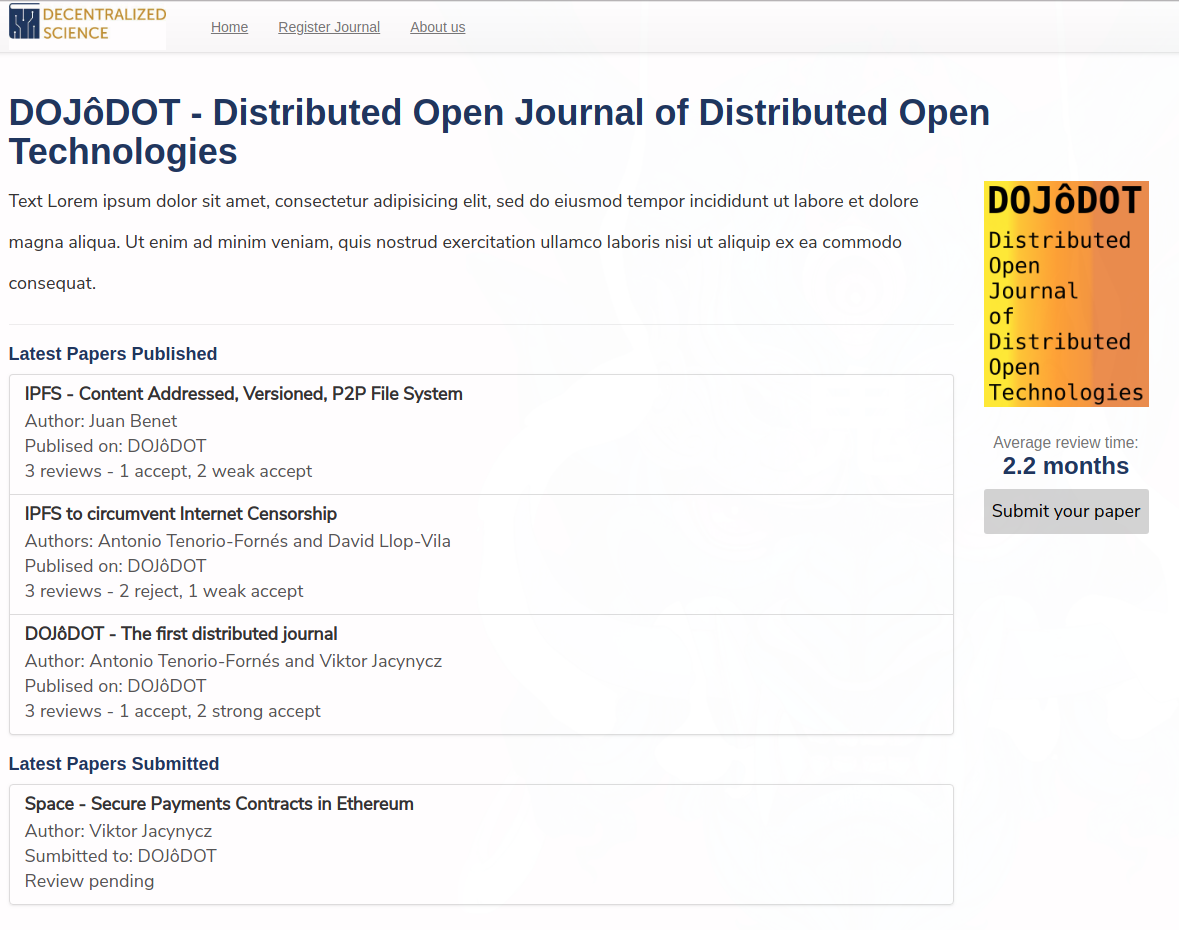 DECENTRALIZED
SCIENCE
Home
Register Journal
About us
DOJôDOT - Distributed Open Journal of Distributed Open
Technologies
Text Lorem ipsum dolor sit amet, consectetur adipisicing elit, sed do eiusmod tempor incididunt ut labore et dolore
magna aliqua. Ut enim ad minim veniam, quis nostrud exercitation ullamco laboris nisi ut aliquip ex ea commodo
consequat.
Latest Papers Published
IPFS - Content Addressed, Versioned, P2P File System
Author: Juan Benet
Publised on: DOJôDOT
3 reviews - 1 accept, 2 weak accept
IPFS to circumvent Internet Censorship
Authors: Antonio Tenorio-Fornés and David Llop-Vila
Publised on: DOJôDOT
3 reviews - 2 reject, 1 weak accept
DOJôDOT - The first distributed journal
Author: Antonio Tenorio-Fornés and Viktor Jacynycz
Publised on: DOJôDOT
3 reviews - 1 accept, 2 strong accept
Latest Papers Submitted
Space - Secure Payments Contracts in Ethereum
Author: Viktor Jacynycz
Sumbitted to: DOJôDOT
Review pending
DOJôDOT
Distributed
Open
Journal
of
Distributed
Open
Technologies
Average review time:
2.2 months
Submit your paper